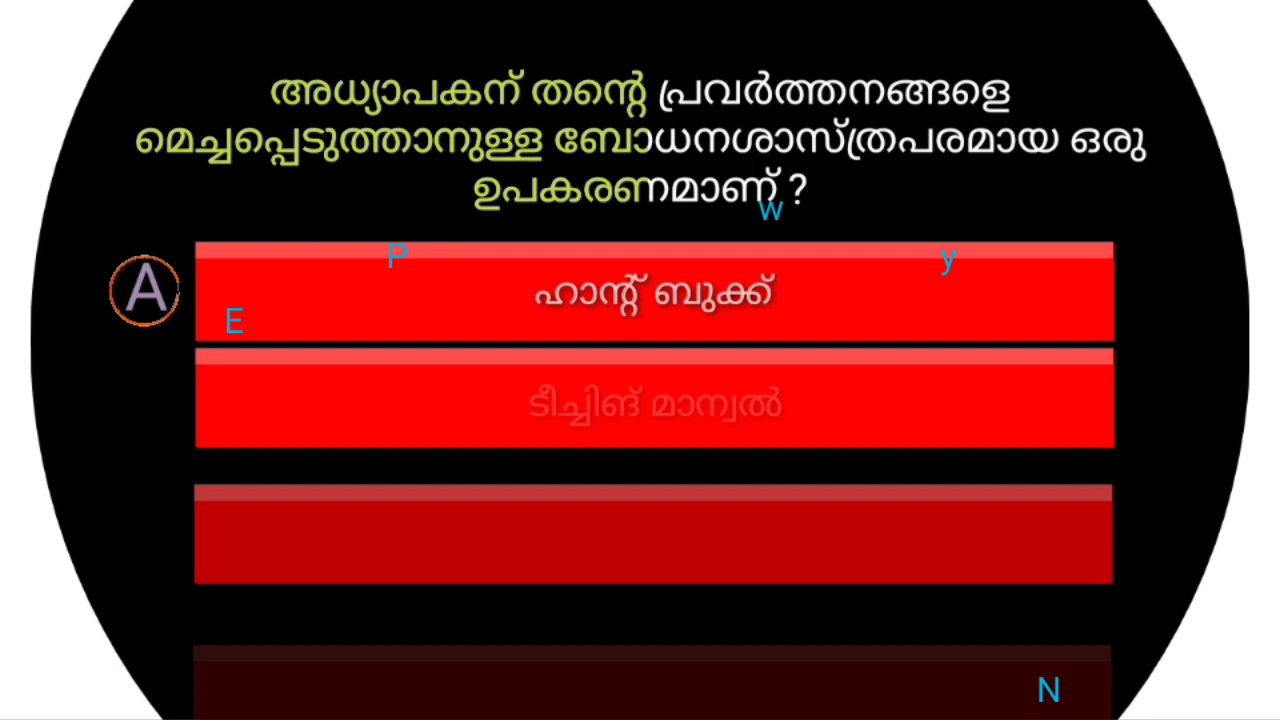 അധ്യാപകന് തന്റെ പ്രവർത്തനങ്ങളെ
മെച്ചപ്പെടുത്താനുള്ള ബോധനശാസ്ത്രപരമായ ഒരു
ഉപകരണമാണ് ?
w
P
y
A
ഹാന്റ് ബുക്ക്
E
ടീച്ചിങ് മാന്വൽ
N